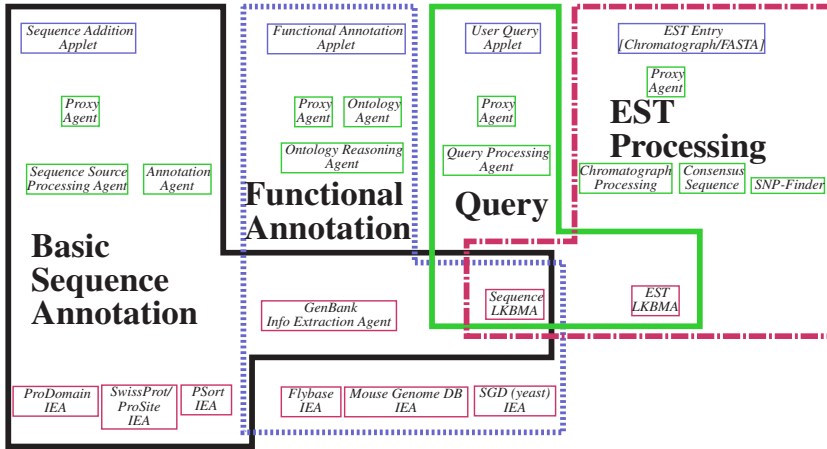 Sequence Addition
Applet
Functional Annotation
Applet
User Query
Applet
EST Entry
[Chromatograph/FASTA]
Proxy
Agent
Proxy
Agent
Ontology
Agent
Proxy
Agent
Proxy
Agent
EST
Processing
Ontology Reasoning
Agent
Query Processing
Agent
Sequence Source
Processing Agent
Annotation
Agent
Chromatograph
Processing
Consensus
Sequence
SNP-Finder
Functional
Annotation
Query
Basic
Sequence
Annotation
GenBank
Info Extraction Agent
Sequence
LKBMA
EST
LKBMA
ProDomain
IEA
SwissProt/
ProSite
IEA
PSort
IEA
Flybase
IEA
Mouse Genome DB
IEA
SGD (yeast)
IEA